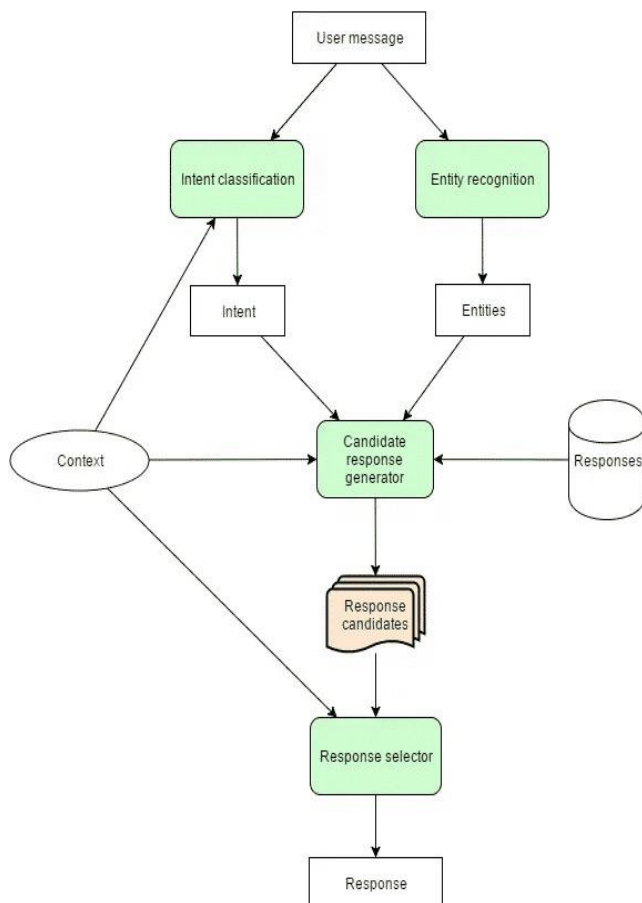 User message
Intent classification
Entity recognition
Intent
Entities
Candidate
response
generator
Context
Responses
Response
candidates
Response selector
Response